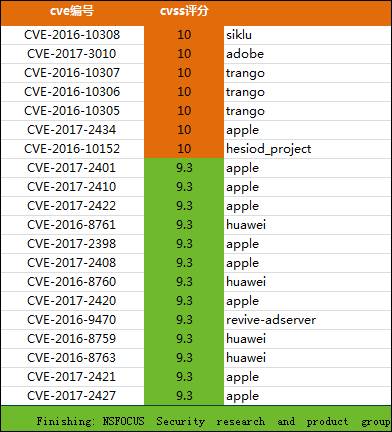 cve编号 cvss评分
CVE-2016-10308 10 siklu
CVE-2017-3010 10 adobe
CVE-2016-10307 10 trango
CVE-2016-10306 10 trango
CVE-2016-10305 10 trango
CVE-2017-2434 10 apple
CVE-2016-10152 10 hesiod_project
CVE-2017-2401 9.3 apple
CVE-2017-2410 9.3 apple
CVE-2017-2422 9.3 apple
CVE-2016-8761 9.3 huawei
CVE-2017-2398 9.3 apple
CVE-2017-2408 9.3 apple
CVE-2016-8760 9.3 huawei
CVE-2017-2420 9.3 apple
CVE-2016-9470 9.3 revive-adserver
CVE-2016-8759 9.3 huawei
CVE-2016-8763 9.3 huawei
CVE-2017-2421 9.3 apple
CVE-2017-2427 9.3 apple
Finishing: NSFOCUS Security research and product group